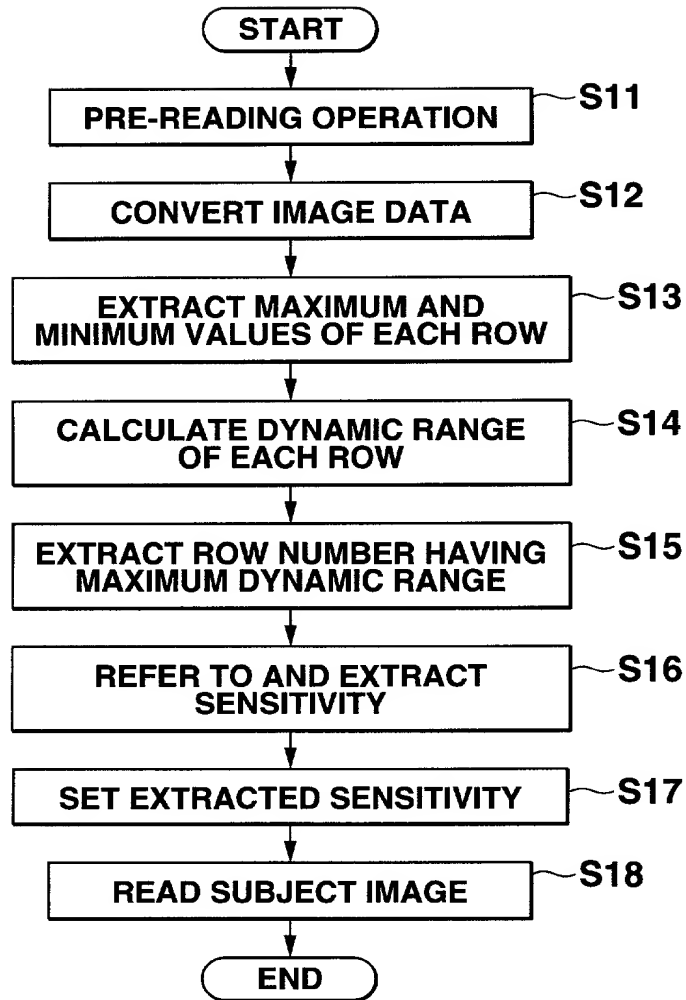 START
PRE-READING OPERATION
S11
CONVERT IMAGE DATA
S12
EXTRACT MAXIMUM AND
MINIMUM VALUES OF EACH ROW
S13
CALCULATE DYNAMIC RANGE
OF EACH ROW
S14
EXTRACT ROW NUMBER HAVING
MAXIMUM DYNAMIC RANGE
S15
REFER TO AND EXTRACT
SENSITIVITY
S16
SET EXTRACTED SENSITIVITY
S17
READ SUBJECT IMAGE
S18
END